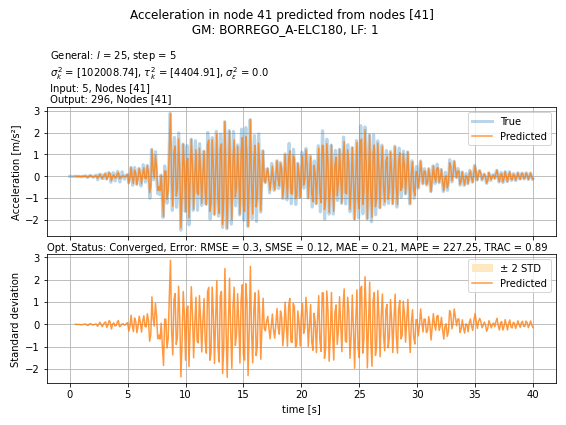 Acceleration in node 41 predicted from nodes [41]
GM: BORREGO_A-ELC180, LF: 1
General: l = 25, step = 5
σ²ₖ = [102008.74], τ²ₖ = [4404.91], σ²ε = 0.0
Input: 5, Nodes [41]
Output: 296, Nodes [41]
3
2
1
0
−1
−2
Acceleration [m/s²]
True
Predicted
Opt. Status: Converged, Error: RMSE = 0.3, SMSE = 0.12, MAE = 0.21, MAPE = 227.25, TRAC = 0.89
3
2
1
0
−1
−2
Standard deviation
± 2 STD
Predicted
0 5 10 15 20 25 30 35 40
time [s]